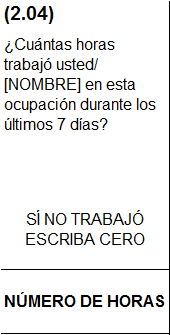 (2.04)
¿Cuántas horas
trabajó usted/
[NOMBRE] en esta
ocupación durante los
últimos 7 días?
SÍ NO TRABAJÓ
ESCRIBA CERO
NÚMERO DE HORAS